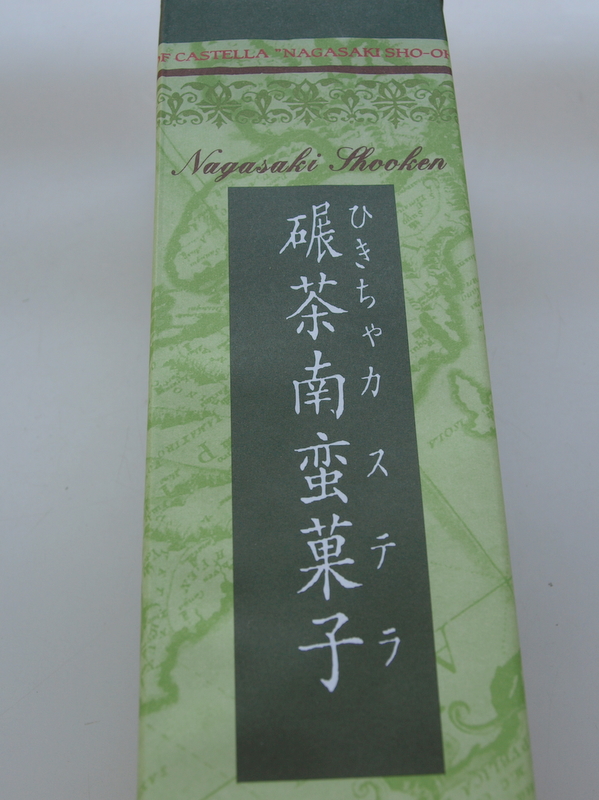 OF CASTELLA "NAGASAKI SHO-OK
Nagasaki Shooken
ひきちゃカステラ
碾茶南蛮菓子